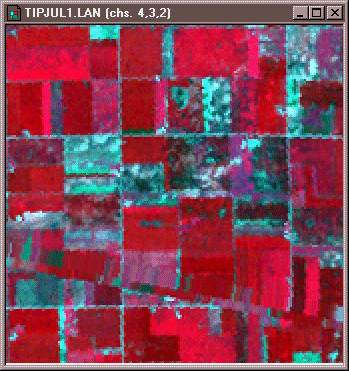 TIPJUL1.LAN (chs. 4,3,2)